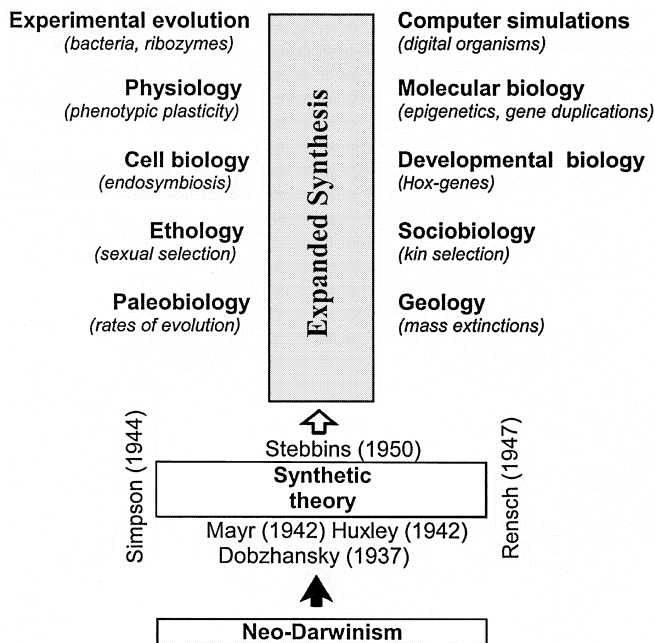 Experimental evolution
(bacteria, ribozymes)
Physiology
(phenotypic plasticity)
Cell biology
(endosymbiosis)
Ethology
(sexual selection)
Paleobiology
(rates of evolution)
Expanded Synthesis
Computer simulations
(digital organisms)
Molecular biology
(epigenetics, gene duplications)
Developmental biology
(Hox-genes)
Sociobiology
(kin selection)
Geology
(mass extinctions)
Simpson (1944)
Stebbins (1950)
Synthetic
theory
Mayr (1942) Huxley (1942)
Dobzhansky (1937)
Rensch (1947)
Neo-Darwinism